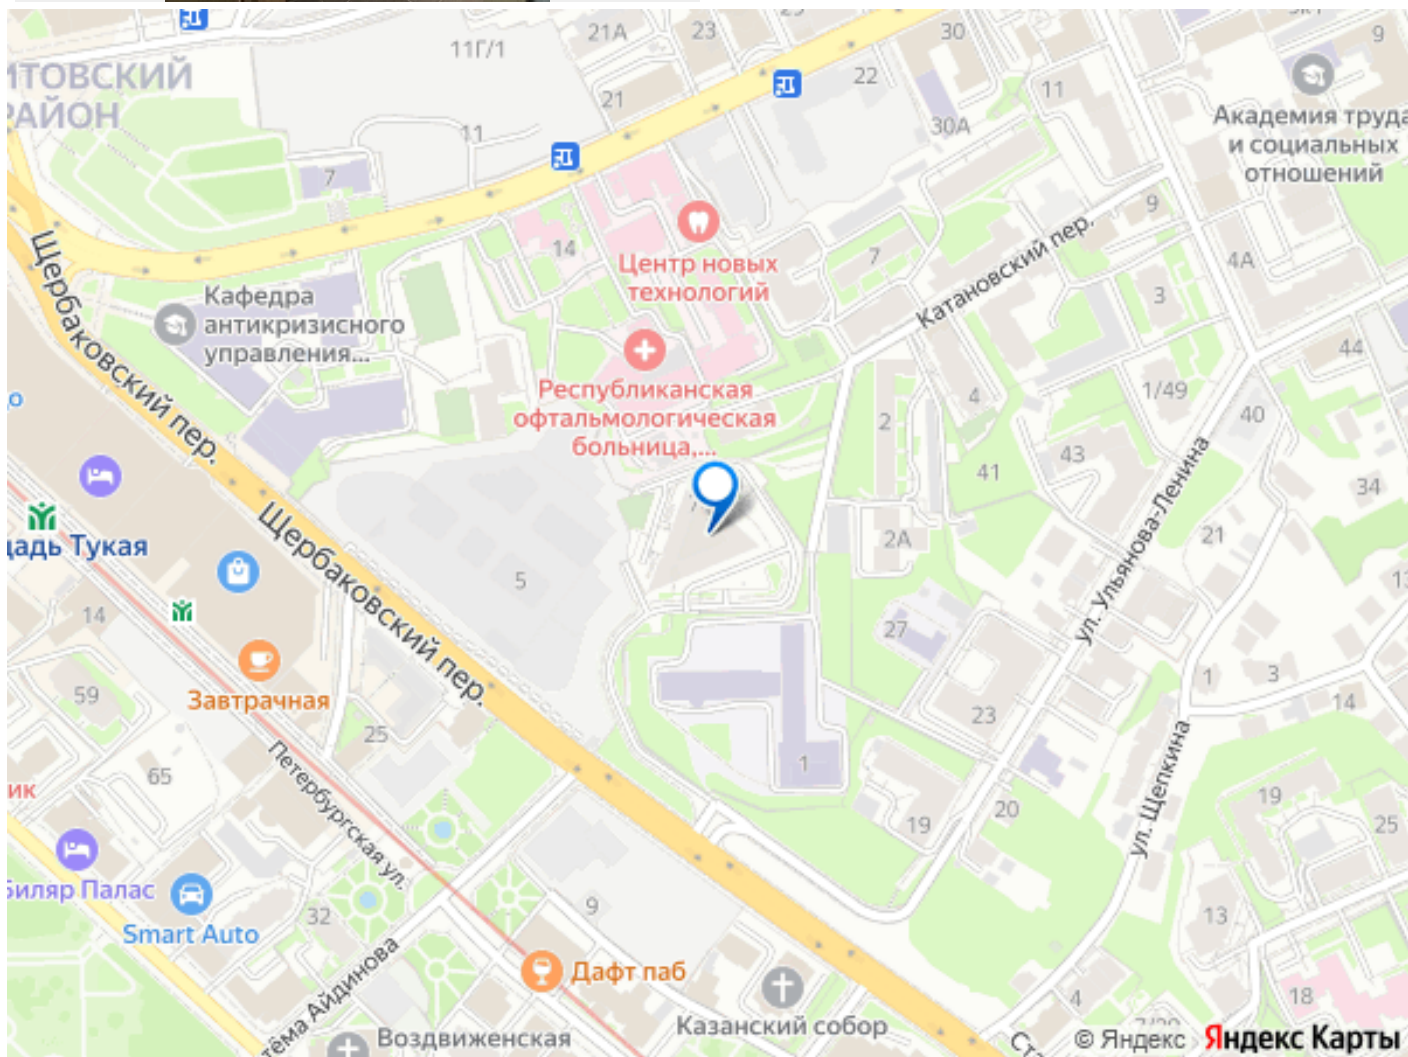 21А
23
30
9
11Г/1
ИТОВСКИЙ
РАЙОН
22
21
11
Академия труда
и социальных
отношений
30А
11
7
9
14
7
4А
Центр новых
технологий
Катановский пер.
3
Кафедра
антикризисного
управления...
Щербаковский пер.
44
Республиканская
офтальмологическая
больница,...
1/49
4
40
2
43
41
34
ул. Ульянова-Ленина
21
2А
щадь Тукая
Щербаковский пер.
5
14
27
Завтрачная
59
1
3
14
23
25
65
1
ик
Петербургская ул.
ул. Щепкина
19
20
19
25
Биляр Палас
Smart Auto
32
9
13
Дафт паб
тёма Айдинова
18
4
Казанский собор
Воздвиженская
© Яндекс Яндекс Карты